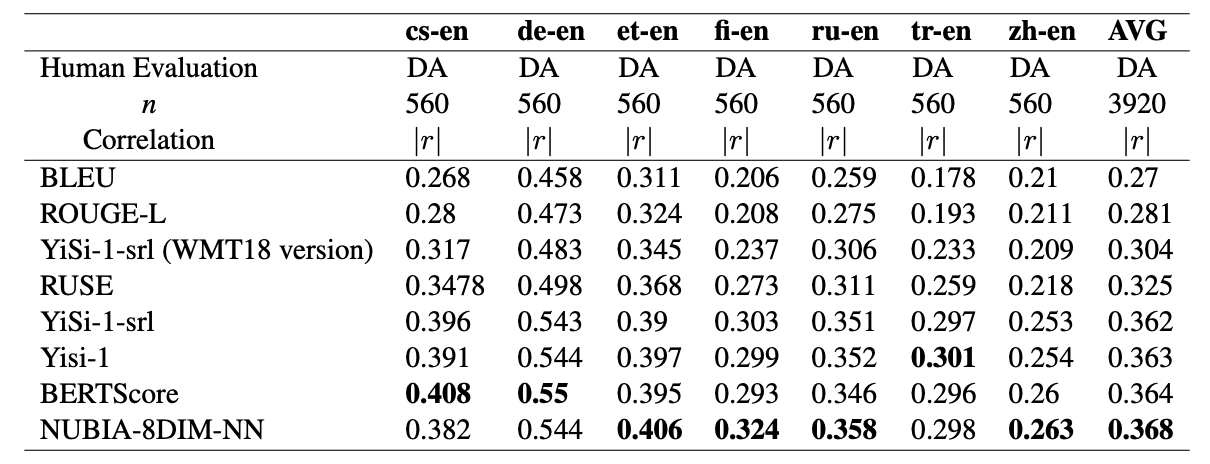 cs-en de-en et-en fi-en ru-en tr-en zh-en AVG
Human Evaluation DA DA DA DA DA DA DA DA
n 560 560 560 560 560 560 560 3920
Correlation |r| |r| |r| |r| |r| |r| |r| |r|
BLEU 0.268 0.458 0.311 0.206 0.259 0.178 0.21 0.27
ROUGE-L 0.28 0.473 0.324 0.208 0.275 0.193 0.211 0.281
YiSi-1-srl (WMT18 version) 0.317 0.483 0.345 0.237 0.306 0.233 0.209 0.304
RUSE 0.3478 0.498 0.368 0.273 0.311 0.259 0.218 0.325
YiSi-1-srl 0.396 0.543 0.39 0.303 0.351 0.297 0.253 0.362
Yisi-1 0.391 0.544 0.397 0.299 0.352 0.301 0.254 0.363
BERTScore 0.408 0.55 0.395 0.293 0.346 0.296 0.26 0.364
NUBIA-8DIM-NN 0.382 0.544 0.406 0.324 0.358 0.298 0.263 0.368